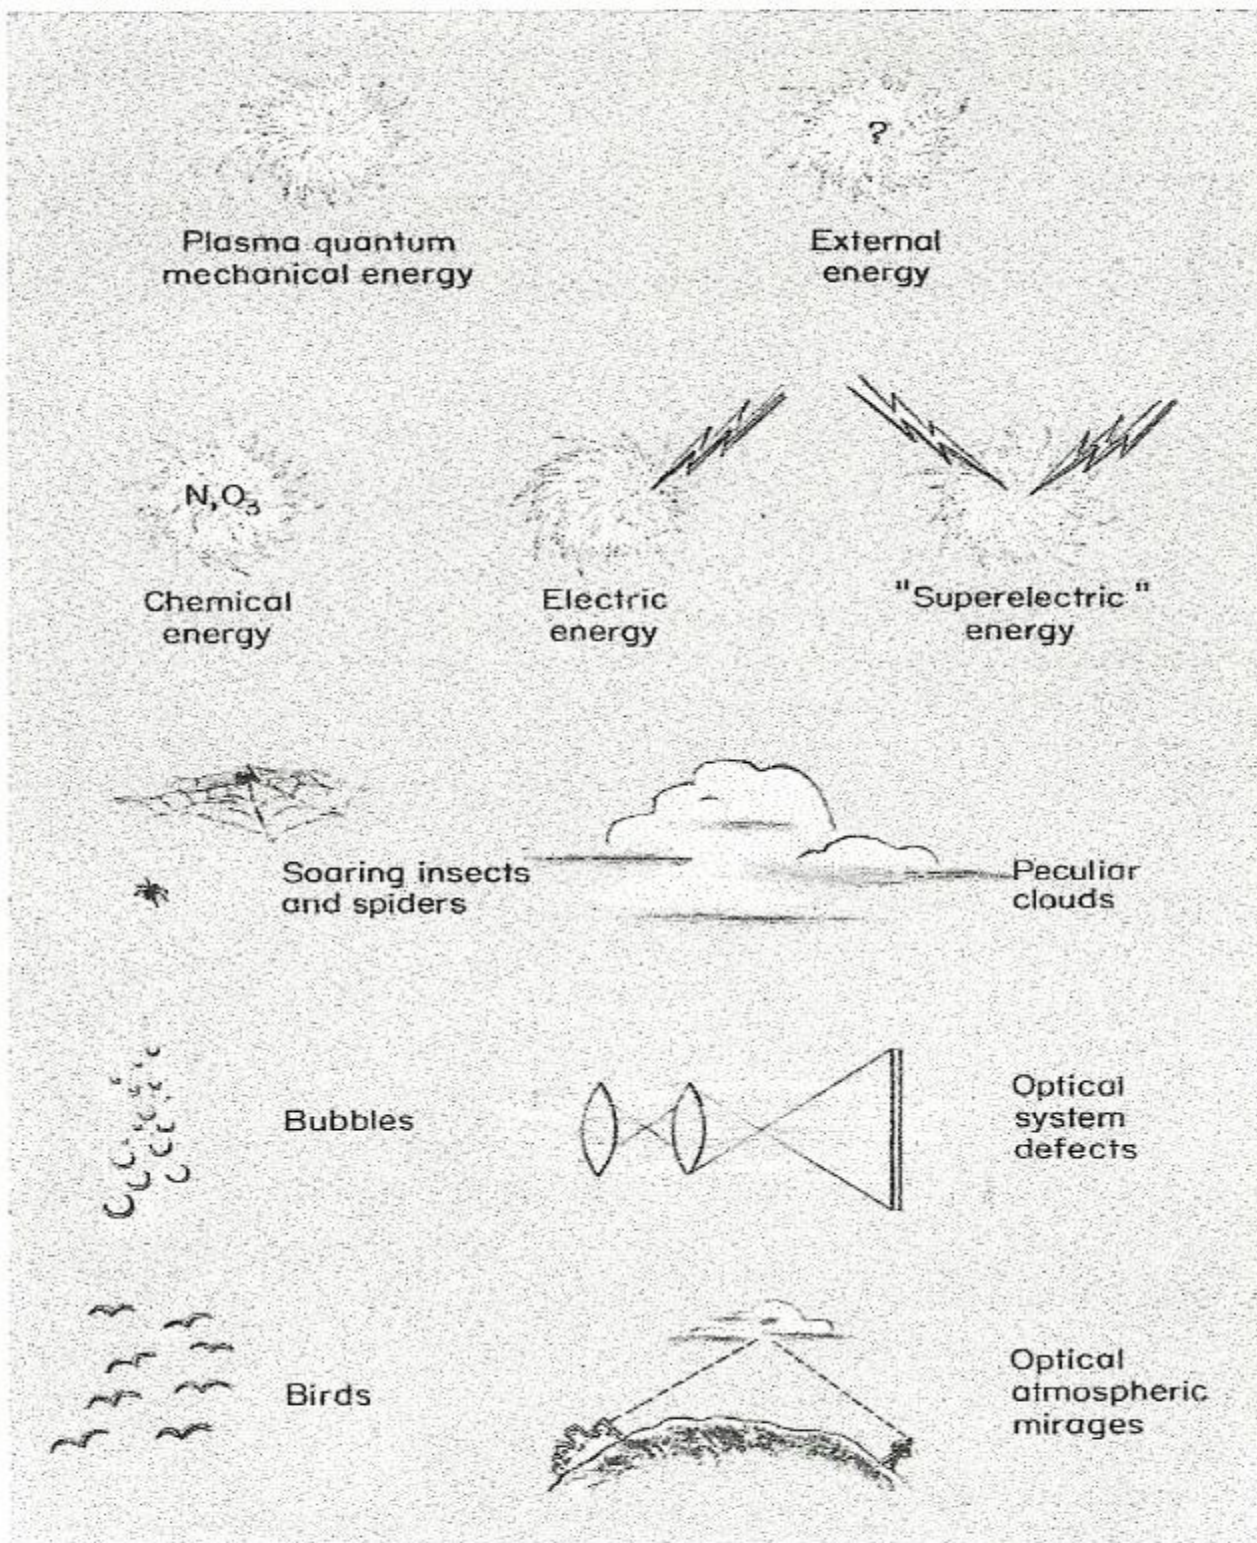 ?
Plasma quantum
mechanical energy
External
energy
N,O₃
Chemical
energy
Electric
energy
"Superelectric"
energy
Soaring insects
and spiders
Peculiar
clouds
Bubbles
Optical
system
defects
Birds
Optical
atmospheric
mirages